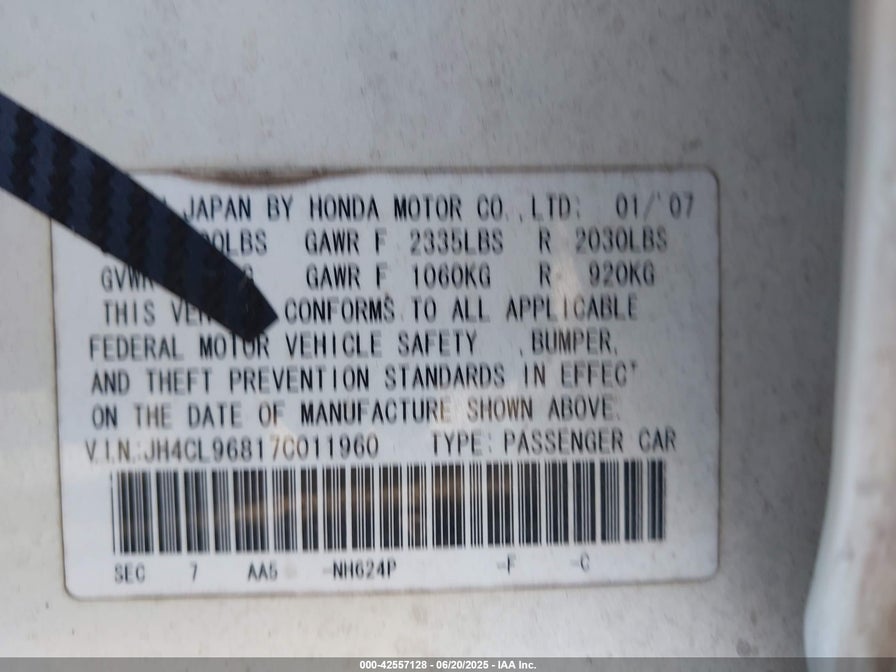 JAPAN BY HONDA MOTOR CO.,LTD. 01/'07
0LBS GAWR F 2335LBS R 2030LBS
GVWR G GAWR F 1060KG R 920KG
THIS CONFORMS TO ALL APPLICABLE
FEDERAL MOTOR VEHICLE SAFETY , BUMPER,
AND THEFT PREVENTION STANDARDS IN EFFECT
ON THE DATE OF MANUFACTURE SHOWN ABOVE.
V.I.N.:JH4CL96817C011960 TYPE: PASSENGER CAR
SEC 7 AA5 -NH624P -F -C
000-42557128 - 06/20/2025 - IAA Inc.